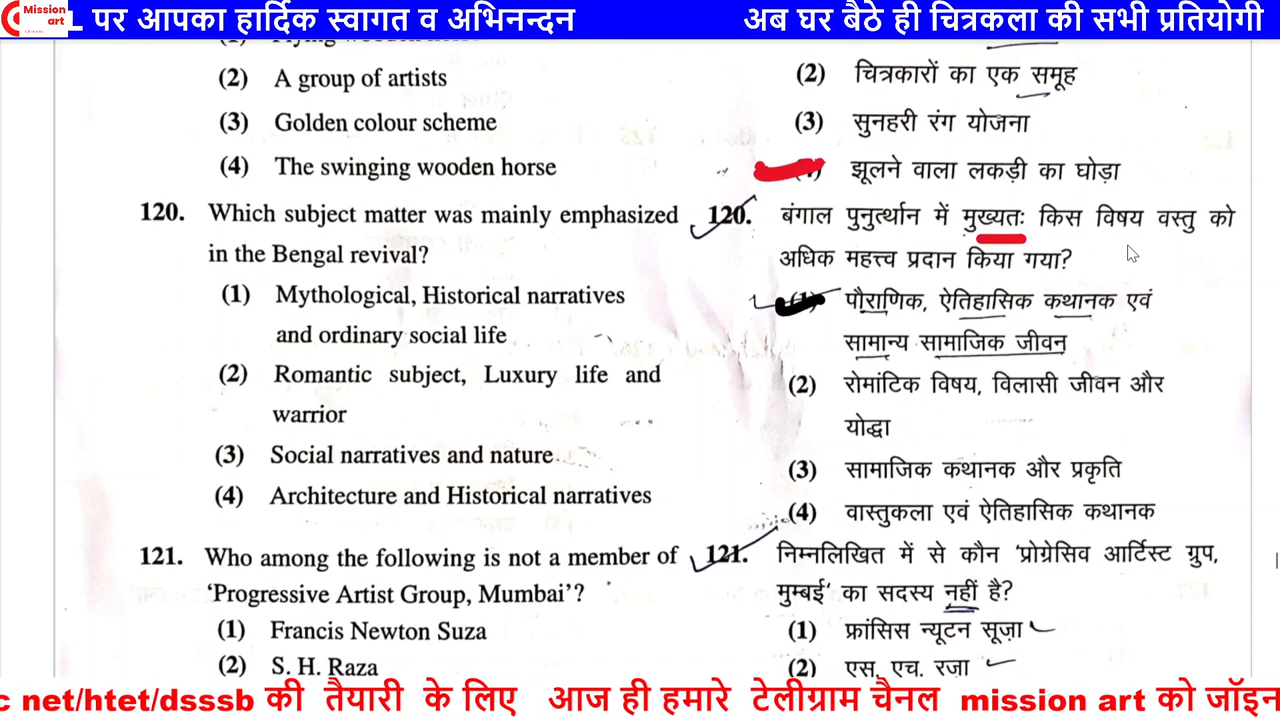 Mission
art
L पर आपका हार्दिक स्वागत व अभिनन्दन
अब घर बैठे ही चित्रकला की सभी प्रतियोगी
(2) A group of artists
(3) Golden colour scheme
(4) The swinging wooden horse
120. Which subject matter was mainly emphasized
in the Bengal revival?
(1) Mythological, Historical narratives
and ordinary social life
(2) Romantic subject, Luxury life and
warrior
(3) Social narratives and nature
(4) Architecture and Historical narratives
121. Who among the following is not a member of
‘Progressive Artist Group, Mumbai’?
(1) Francis Newton Suza
(2) S. H. Raza
(2) चित्रकारों का एक समूह
(3) सुनहरी रंग योजना
झूलने वाला लकड़ी का घोड़ा
120. बंगाल पुनुर्त्थान में मुख्यतः किस विषय वस्तु को
अधिक महत्त्व प्रदान किया गया?
(1) पौराणिक, ऐतिहासिक कथानक एवं
सामान्य सामाजिक जीवन
(2) रोमांटिक विषय, विलासी जीवन और
योद्धा
(3) सामाजिक कथानक और प्रकृति
(4) वास्तुकला एवं ऐतिहासिक कथानक
121. निम्नलिखित में से कौन ‘प्रोग्रेसिव आर्टिस्ट ग्रुप,
मुम्बई’ का सदस्य नहीं है?
(1) फ्रांसिस न्यूटन सूज़ा
(2) एस. एच. रज़ा
c net/htet/dsssb की तैयारी के लिए आज ही हमारे टेलीग्राम चैनल mission art को जॉइन